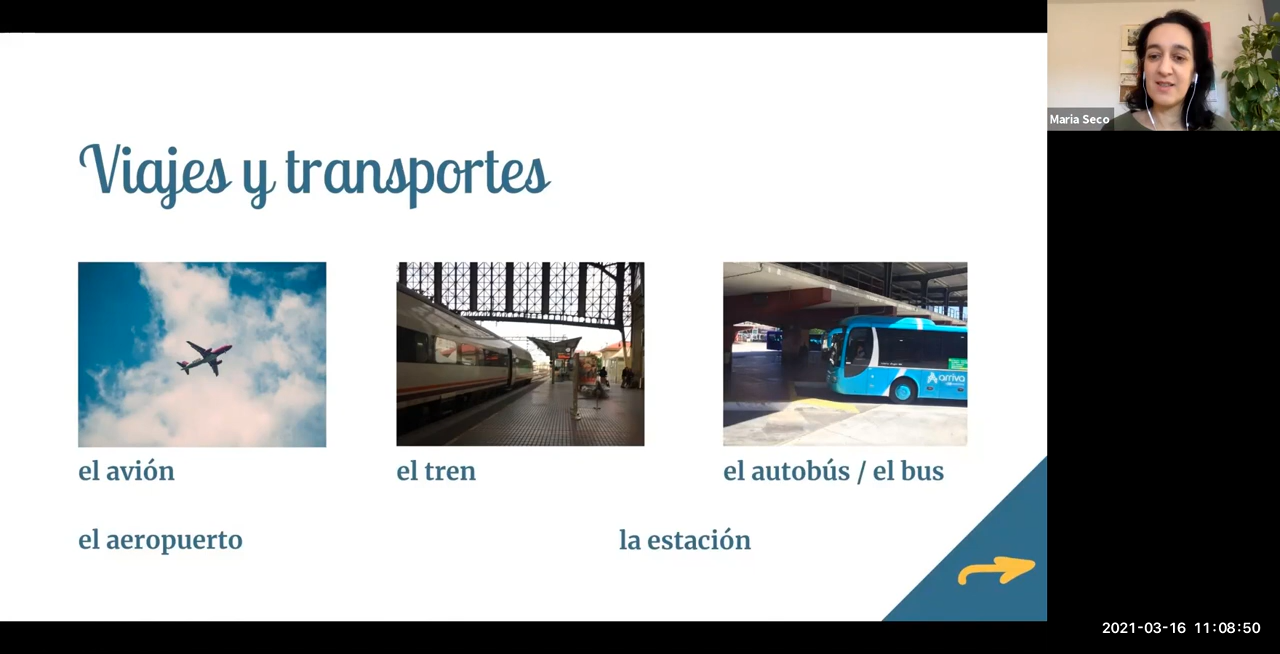 Viajes y transportes
Maria Seco
arriva
el avión
el tren
el autobús / el bus
el aeropuerto
la estación
2021-03-16 11:08:50